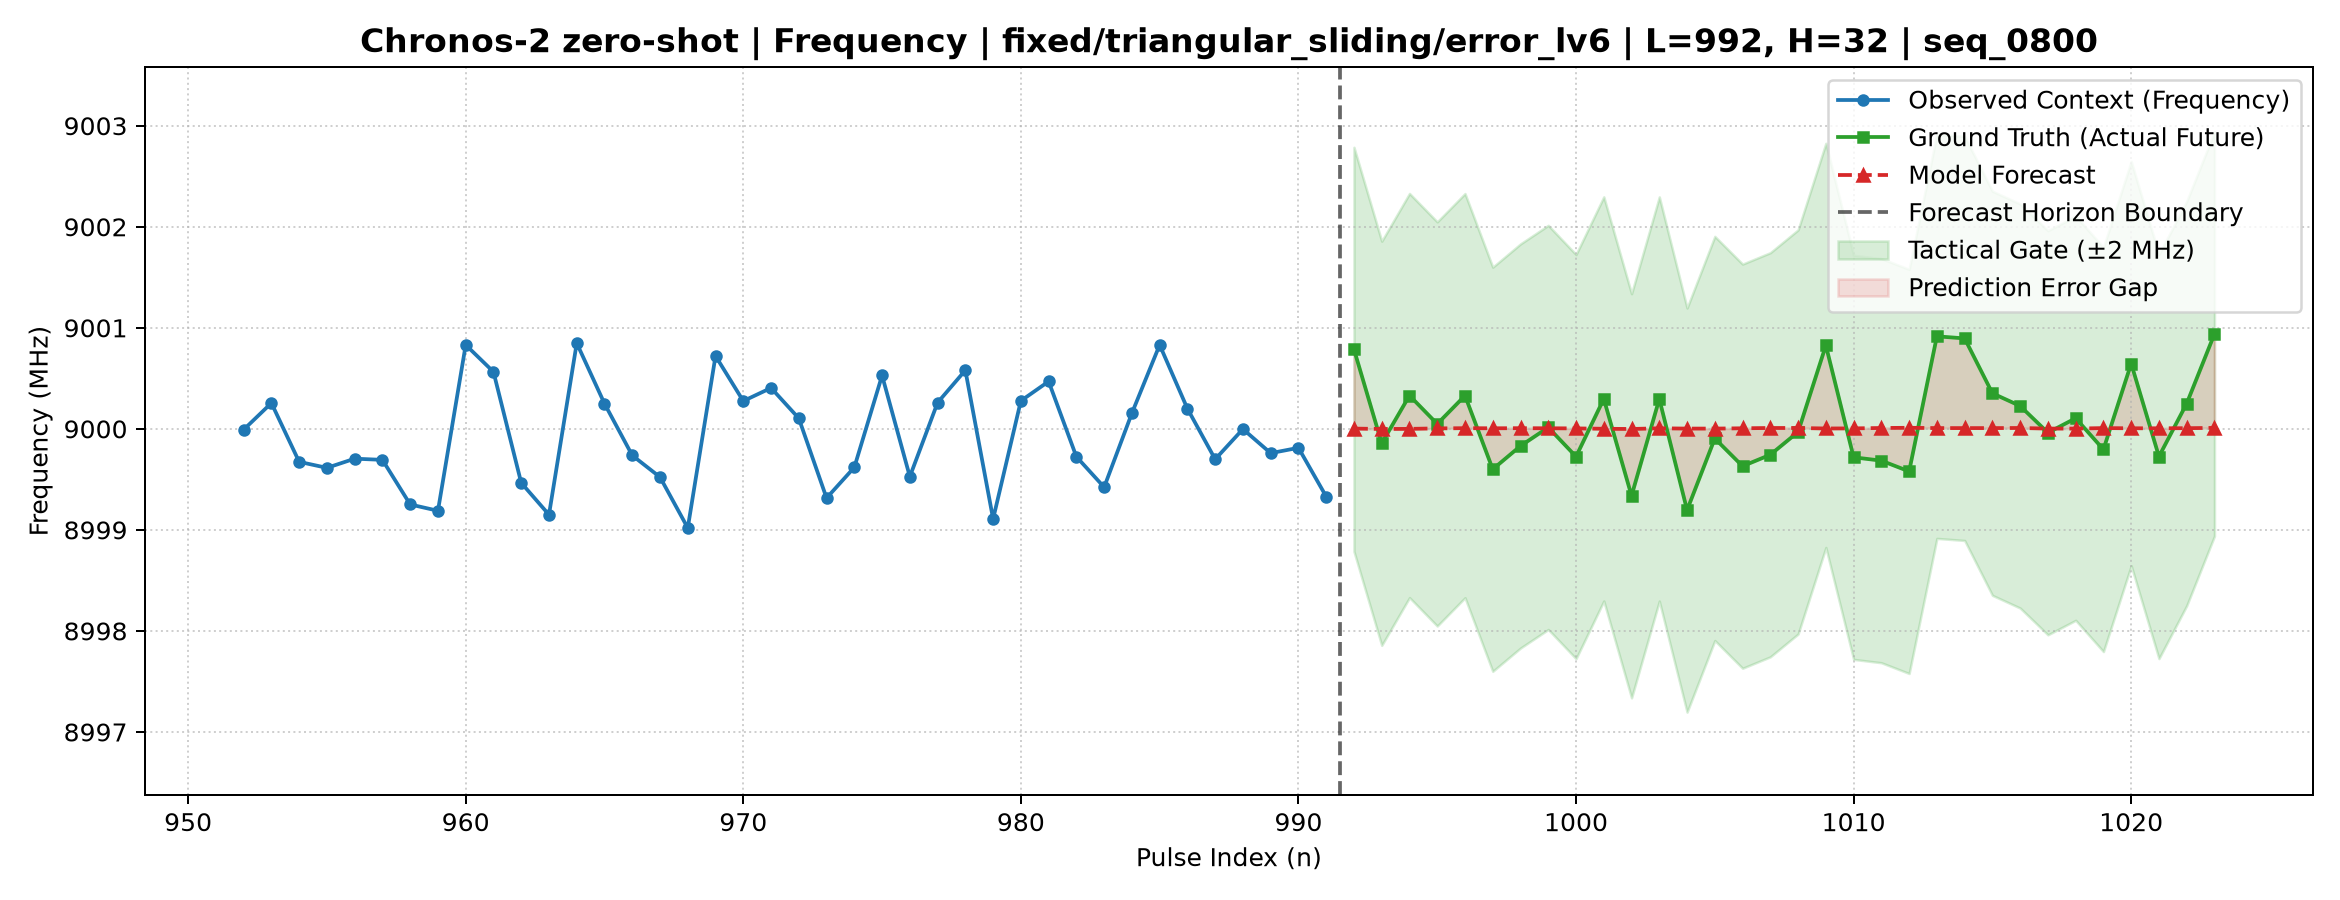 Chronos-2 zero-shot | Frequency | fixed/triangular_sliding/error_lv6 | L=992, H=32 | seq_0800
Observed Context (Frequency)
Ground Truth (Actual Future)
Model Forecast
Forecast Horizon Boundary
Tactical Gate (±2 MHz)
Prediction Error Gap
Frequency (MHz)
9003
9002
9001
9000
8999
8998
8997
950 960 970 980 990 1000 1010 1020
Pulse Index (n)